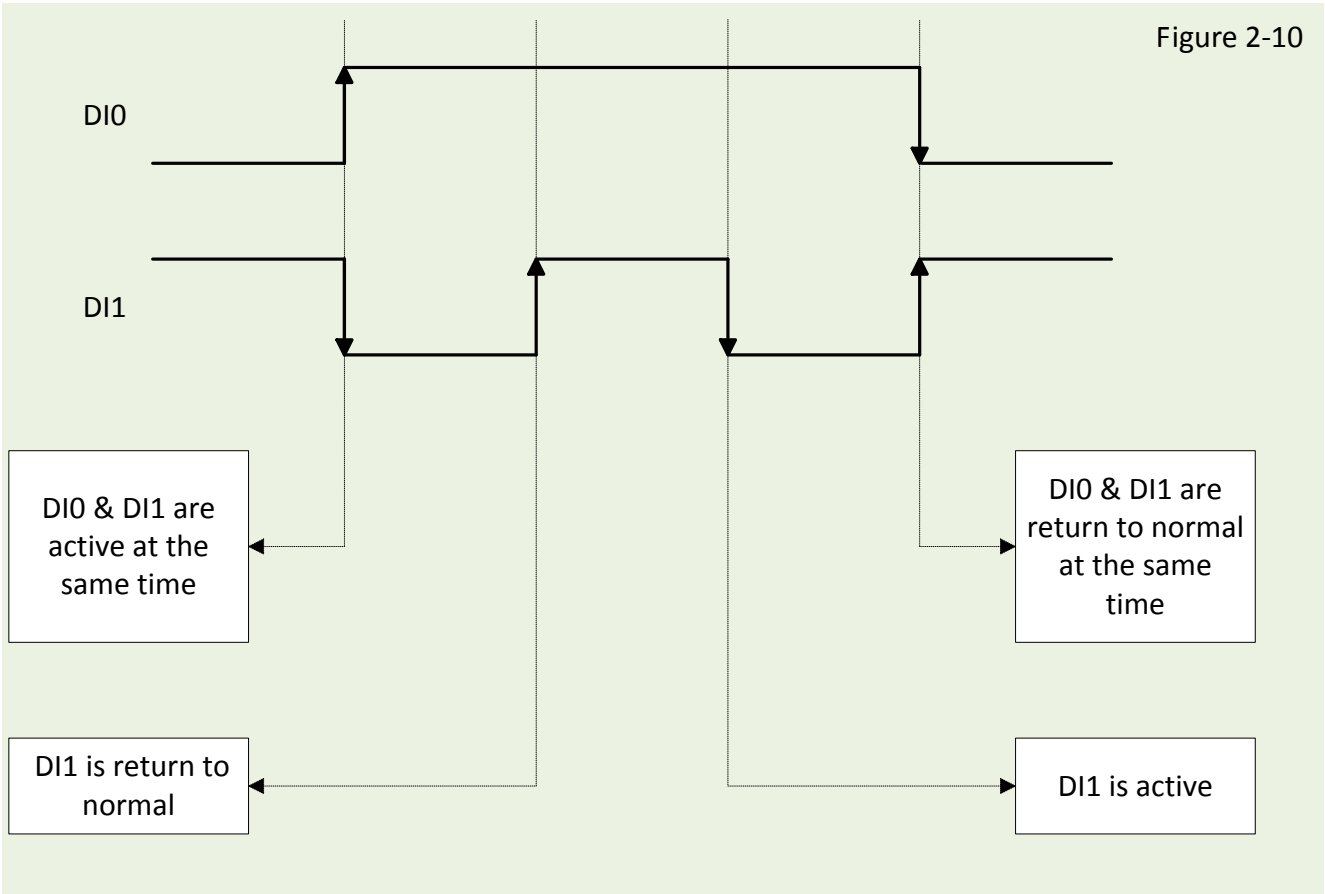 Figure 2-10
DI0
DI1
DI0 & DI1 are
active at the
same time
DI0 & DI1 are
return to normal
at the same
time
DI1 is return to
normal
DI1 is active